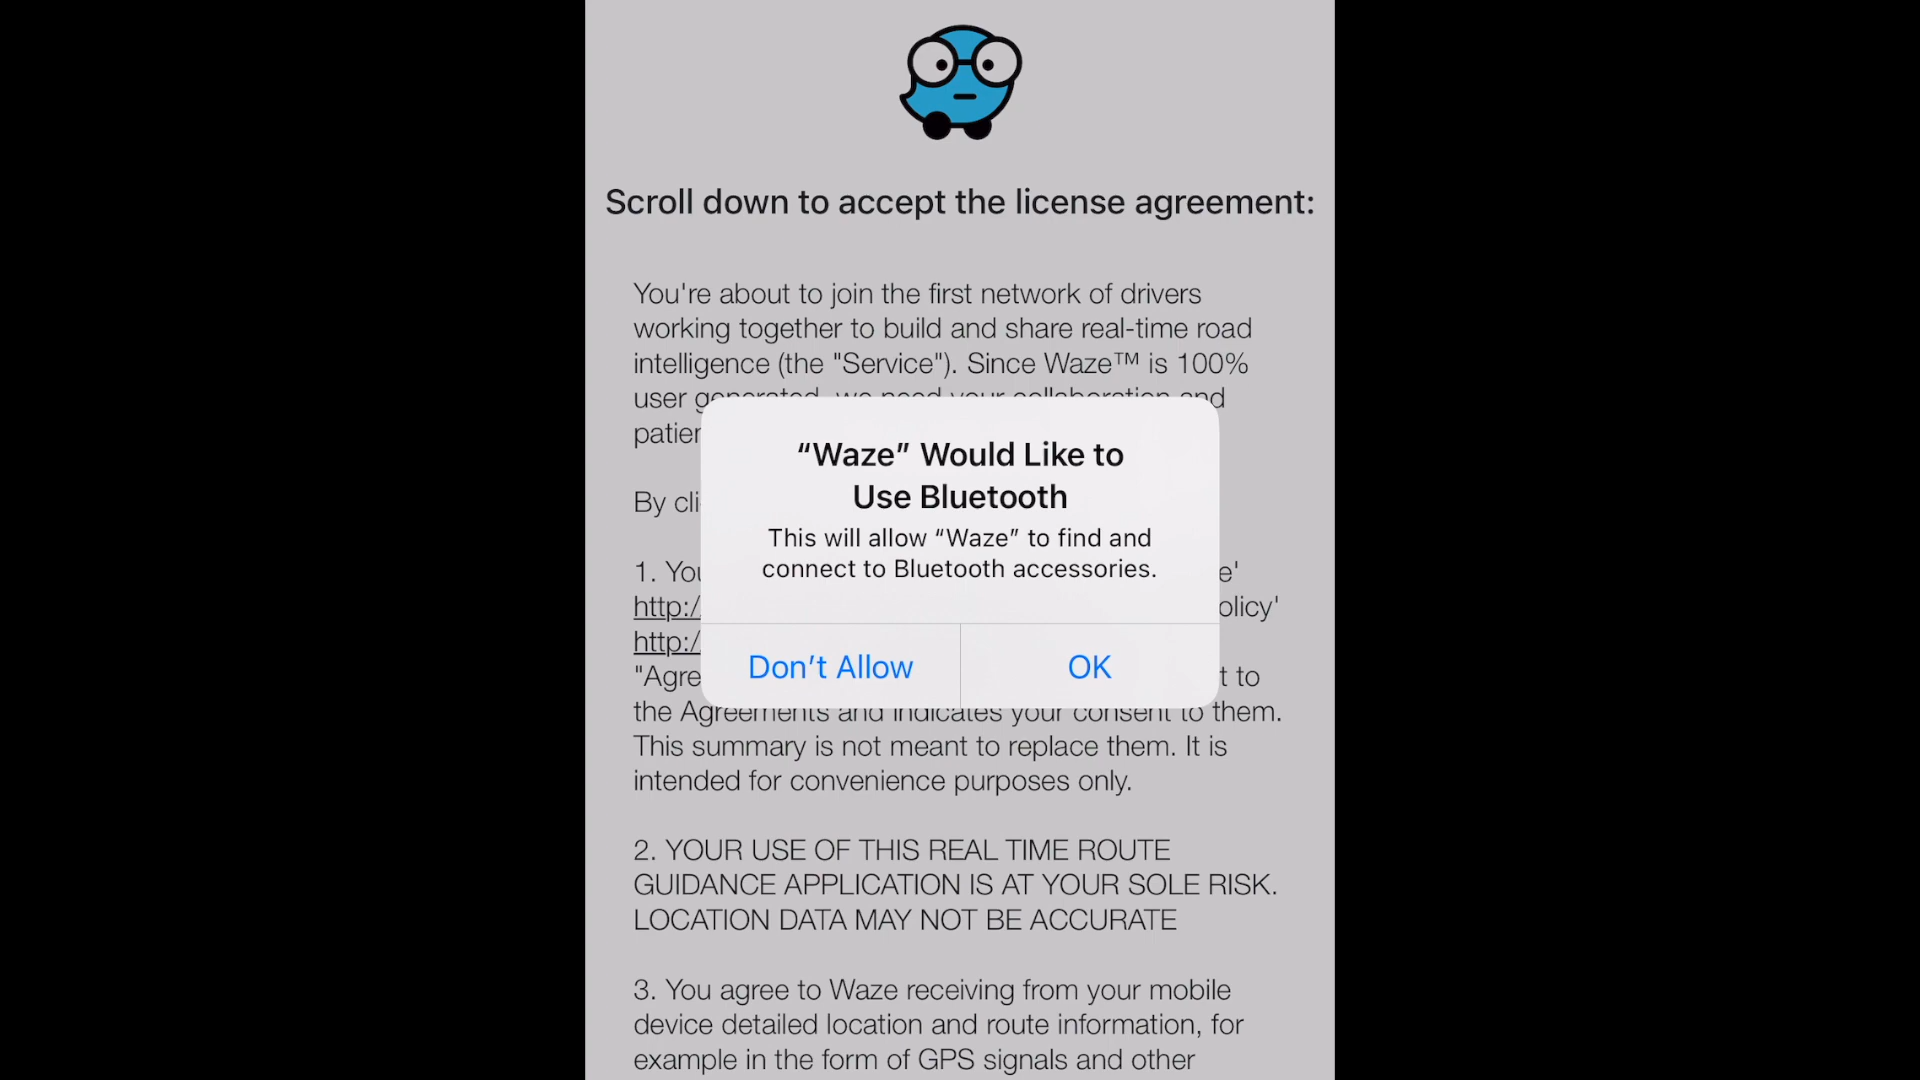 Scroll down to accept the license agreement:
You're about to join the first network of drivers
working together to build and share real-time road
intelligence (the "Service"). Since Waze™ is 100%
user generated, we need your collaboration and
“Waze” Would Like to
Use Bluetooth
This will allow “Waze” to find and
connect to Bluetooth accessories.
Don’t Allow
OK
By
1.
http:/
http:/
t to
the Agreements and indicates your consent to them.
This summary is not meant to replace them. It is
intended for convenience purposes only.
2. YOUR USE OF THIS REAL TIME ROUTE
GUIDANCE APPLICATION IS AT YOUR SOLE RISK.
LOCATION DATA MAY NOT BE ACCURATE
3. You agree to Waze receiving from your mobile
device detailed location and route information, for
example in the form of GPS signals and other